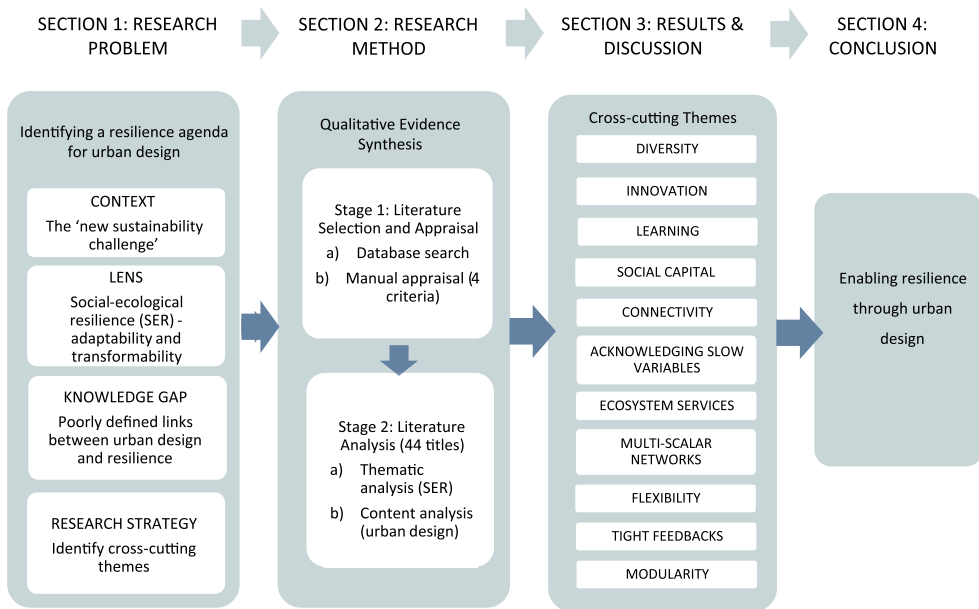 SECTION 1: RESEARCH
PROBLEM
SECTION 2: RESEARCH
METHOD
SECTION 3: RESULTS &
DISCUSSION
SECTION 4:
CONCLUSION
Identifying a resilience agenda
for urban design
CONTEXT
The ‘new sustainability
challenge’
LENS
Social-ecological
resilience (SER) -
adaptability and
transformability
KNOWLEDGE GAP
Poorly defined links
between urban design
and resilience
RESEARCH STRATEGY
Identify cross-cutting
themes
Qualitative Evidence
Synthesis
Stage 1: Literature
Selection and Appraisal
a) Database search
b) Manual appraisal (4
criteria)
Stage 2: Literature
Analysis (44 titles)
a) Thematic
analysis (SER)
b) Content analysis
(urban design)
Cross-cutting Themes
DIVERSITY
INNOVATION
LEARNING
SOCIAL CAPITAL
CONNECTIVITY
ACKNOWLEDGING SLOW
VARIABLES
ECOSYSTEM SERVICES
MULTI-SCALAR
NETWORKS
FLEXIBILITY
TIGHT FEEDBACKS
MODULARITY
Enabling resilience
through urban
design